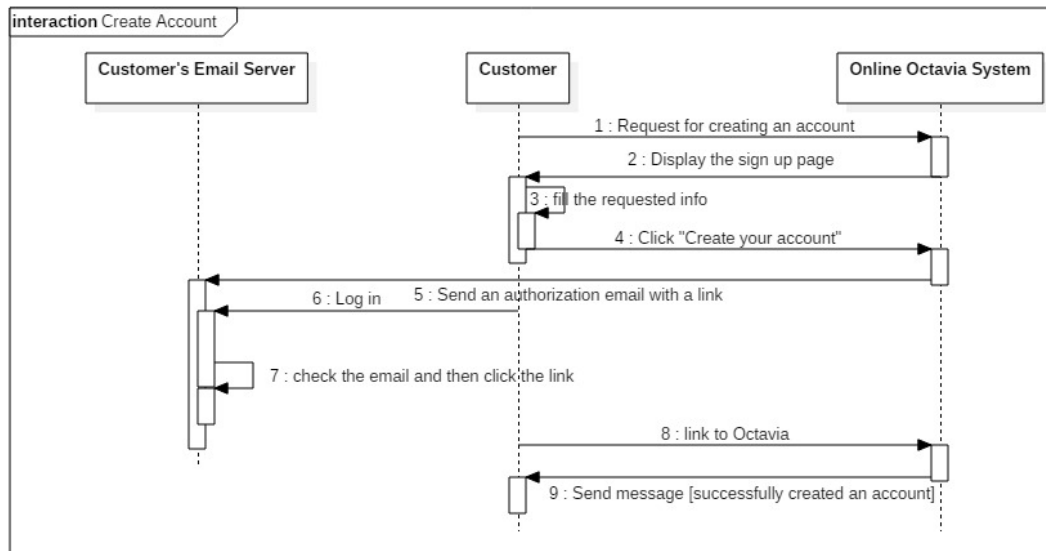 interaction Create Account
Customer's Email Server
Customer
Online Octavia System
1 : Request for creating an account
2 : Display the sign up page
3 : fill the requested info
4 : Click "Create your account"
5 : Send an authorization email with a link
6 : Log in
7 : check the email and then click the link
8 : link to Octavia
9 : Send message [successfully created an account]